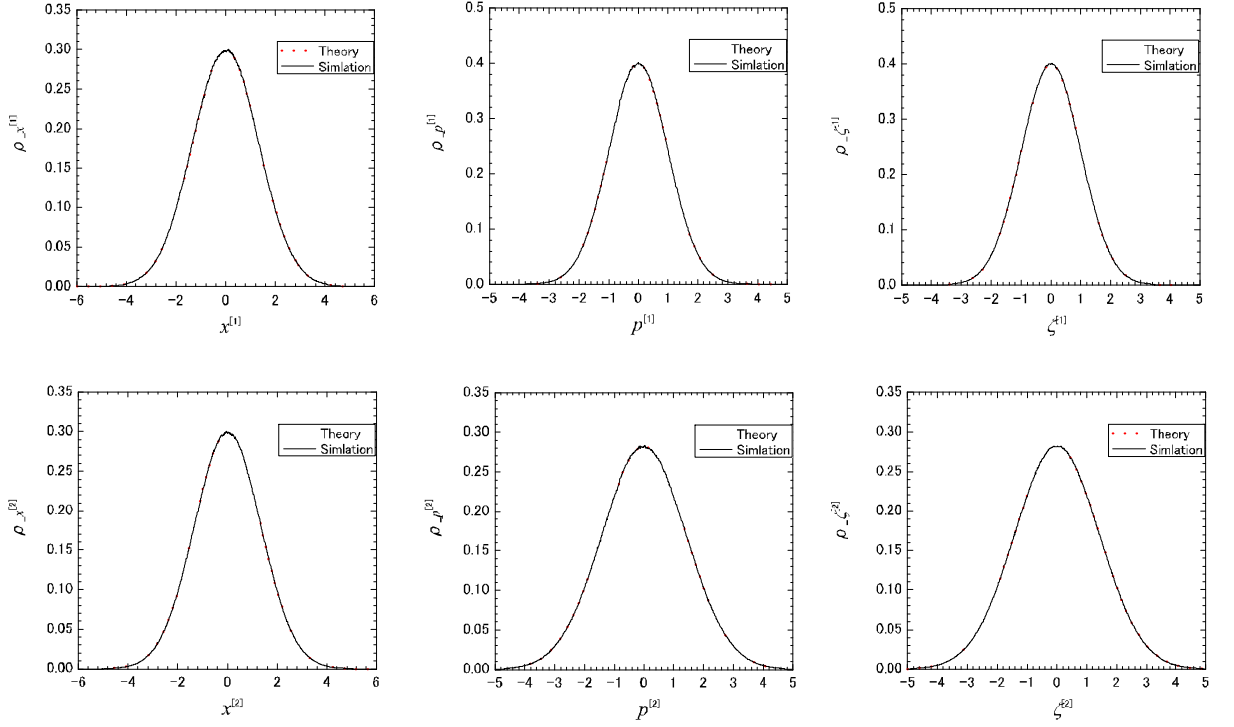 0.35
0.30
0.25
0.20
0.15
0.10
0.05
0.00
ρ_x[1]
-6 -4 -2 0 2 4 6
x[1]
Theory
Simlation
0.5
0.4
0.3
0.2
0.1
0.0
ρ_p[1]
-5 -4 -3 -2 -1 0 1 2 3 4 5
p[1]
Theory
Simlation
0.5
0.4
0.3
0.2
0.1
0.0
ρ_ζ[1]
-5 -4 -3 -2 -1 0 1 2 3 4 5
ζ[1]
Theory
Simlation
0.35
0.30
0.25
0.20
0.15
0.10
0.05
0.00
ρ_x[2]
-6 -4 -2 0 2 4 6
x[2]
Theory
Simlation
0.35
0.30
0.25
0.20
0.15
0.10
0.05
0.00
ρ_p[2]
-5 -4 -3 -2 -1 0 1 2 3 4 5
p[2]
Theory
Simlation
0.35
0.30
0.25
0.20
0.15
0.10
0.05
0.00
ρ_ζ[2]
-5 -4 -3 -2 -1 0 1 2 3 4 5
ζ[2]
Theory
Simlation